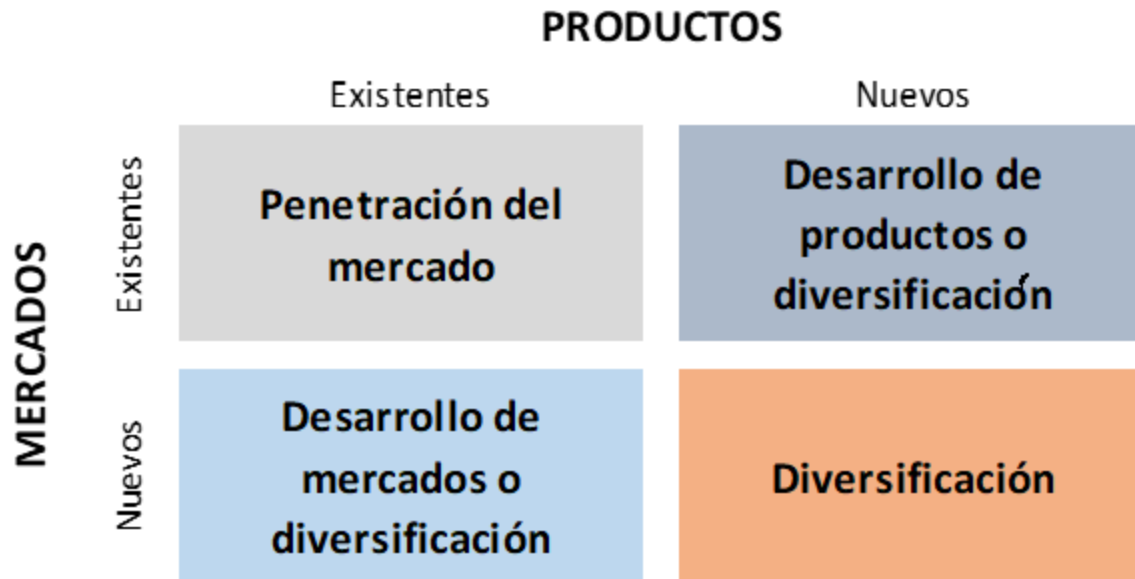 PRODUCTOS
Existentes
Nuevos
MERCADOS
Existentes
Penetración del
mercado
Desarrollo de
productos o
diversificación
Nuevos
Desarrollo de
mercados o
diversificación
Diversificación